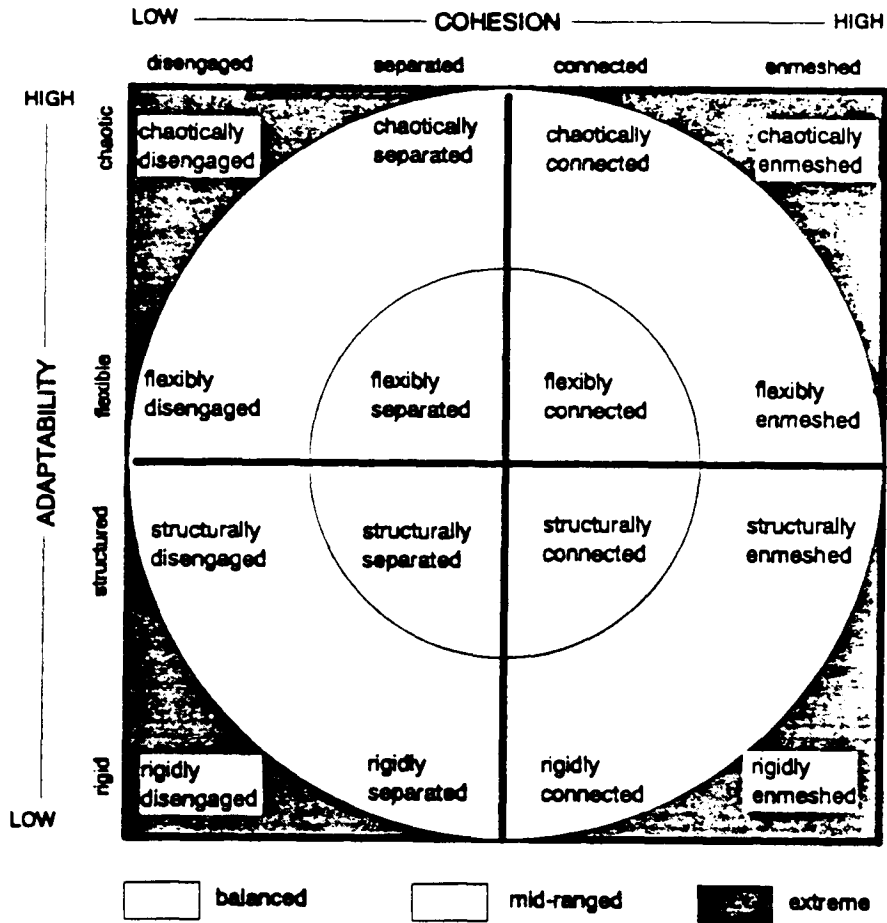 LOW COHESION HIGH
disengaged separated connected enmeshed
HIGH
chaotic
chaotically disengaged
chaotically separated
chaotically connected
chaotically enmeshed
ADAPTABILITY
flexible
flexibly disengaged
flexibly separated
flexibly connected
flexibly enmeshed
structured
structurally disengaged
structurally separated
structurally connected
structurally enmeshed
rigid
rigidly disengaged
rigidly separated
rigidly connected
rigidly enmeshed
LOW
balanced mid-ranged extreme